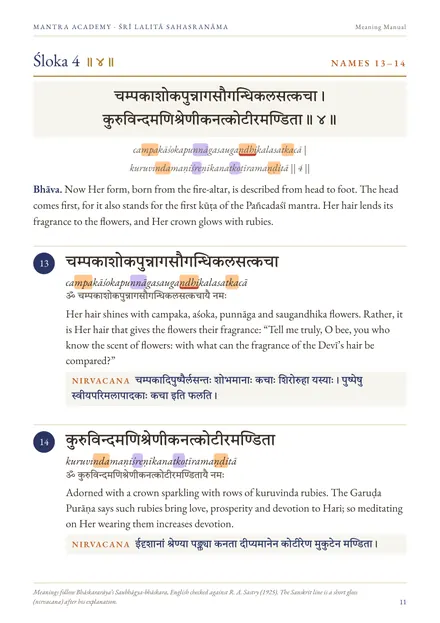 MANTRA ACADEMY · ŚRĪ LALITĀ SAHASRANĀMA
Meaning Manual
Śloka 4 ॥ ४ ॥
NAMES 13–14
चम्पकाशोकपुन्नागसौगन्धिकलसत्कचा ।
कुरुविन्दमणिश्रेणीकनत्कोटीरमण्डिता ॥ ४ ॥
campakāśokapunnāgasaugandhikalasatkacā |
kuruvindamaṇiśreṇīkanatkoṭīramaṇḍitā || 4 ||
Bhāva. Now Her form, born from the fire-altar, is described from head to foot. The head
comes first, for it also stands for the first kūṭa of the Pañcadaśī mantra. Her hair lends its
fragrance to the flowers, and Her crown glows with rubies.
13
चम्पकाशोकपुन्नागसौगन्धिकलसत्कचा
campakāśokapunnāgasaugandhikalasatkacā
ॐ चम्पकाशोकपुन्नागसौगन्धिकलसत्कचायै नमः
Her hair shines with campaka, aśoka, punnāga and saugandhika flowers. Rather, it
is Her hair that gives the flowers their fragrance: “Tell me truly, O bee, you who
know the scent of flowers: with what can the fragrance of the Devī’s hair be
compared?”
NIRVACANA चम्पकादिपुष्पैर्लसन्तः शोभमानाः कचाः शिरोरुहा यस्याः । पुष्पेषु
स्वीयपरिमलापादकाः कचा इति फलति ।
14
कुरुविन्दमणिश्रेणीकनत्कोटीरमण्डिता
kuruvindamaṇiśreṇīkanatkoṭīramaṇḍitā
ॐ कुरुविन्दमणिश्रेणीकनत्कोटीरमण्डितायै नमः
Adorned with a crown sparkling with rows of kuruvinda rubies. The Garuḍa
Purāṇa says such rubies bring love, prosperity and devotion to Hari; so meditating
on Her wearing them increases devotion.
NIRVACANA ईदृशानां श्रेण्या पङ्क्त्या कनता दीप्यमानेन कोटीरेण मुकुटेन मण्डिता ।
Meanings follow Bhāskararāya’s Saubhāgya-bhāskara, English checked against R. A. Sastry (1925). The Sanskrit line is a short gloss
(nirvacana) after his explanation.
11